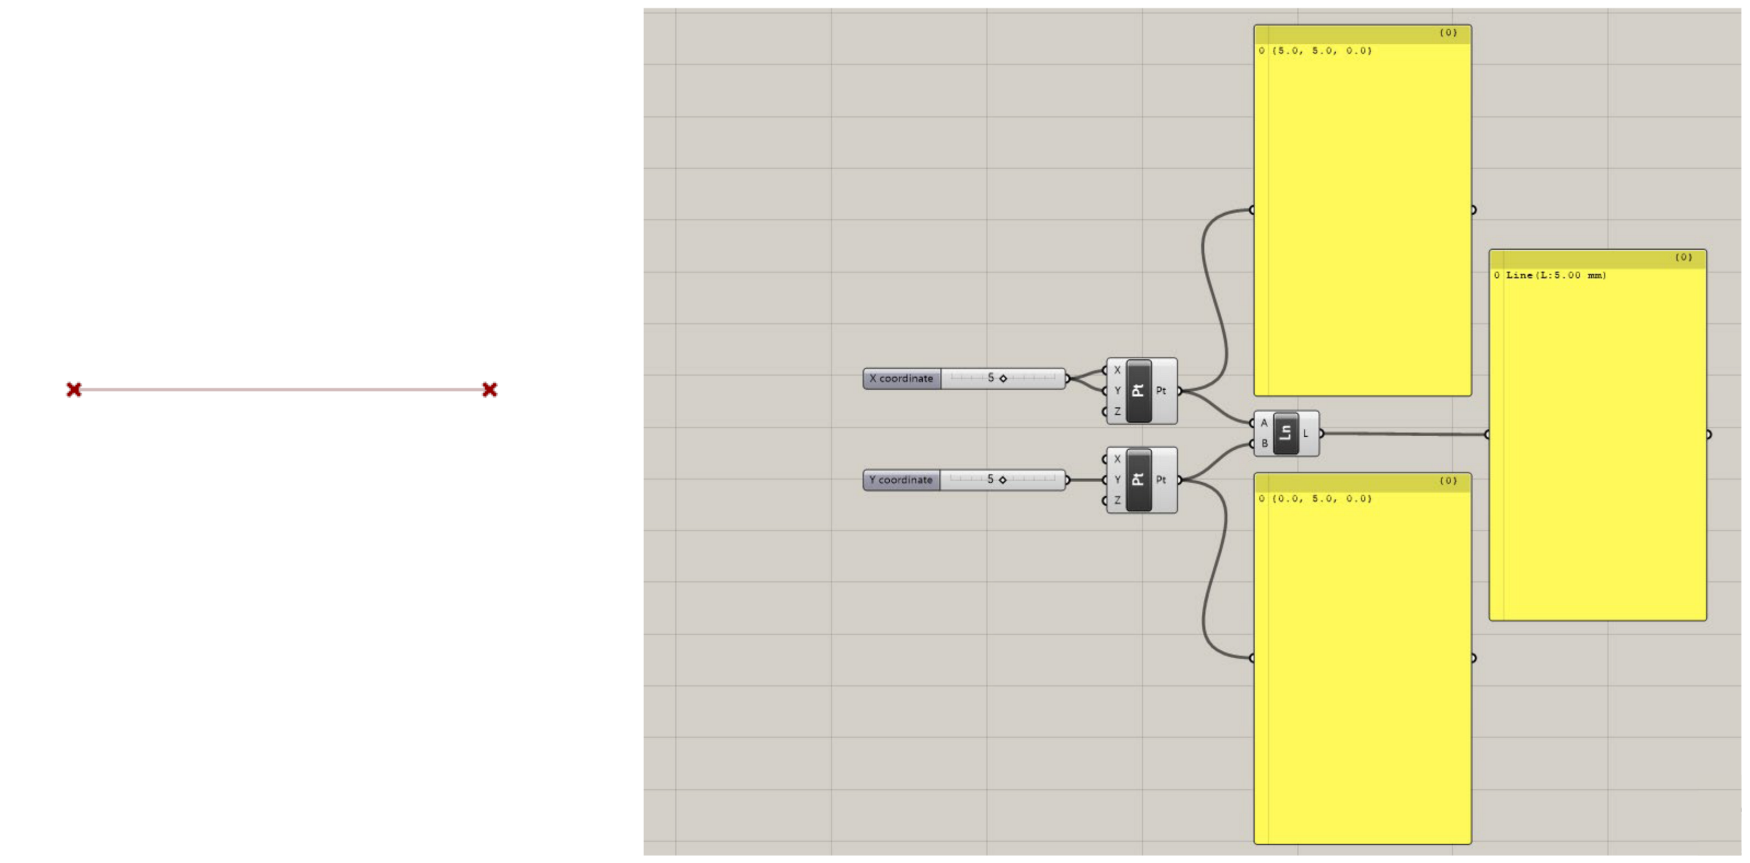 {0}
0 {5.0, 5.0, 0.0}
{0}
0 Line(L:5.00 mm)
X coordinate 5
X
Y
Z
Pt
Pt
A
B
Ln
L
Y coordinate 5
X
Y
Z
Pt
Pt
{0}
0 {0.0, 5.0, 0.0}